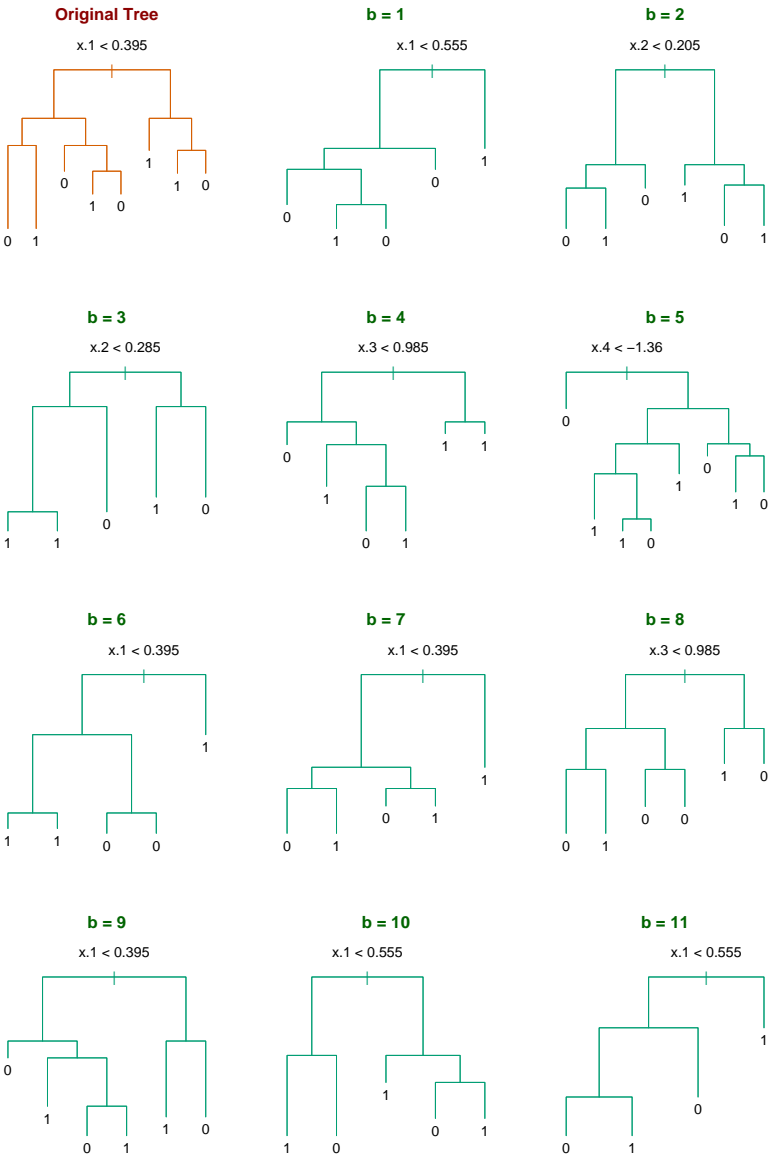 Original Tree
x.1 < 0.395
1
0
1 0
1 0
0 1
b = 1
x.1 < 0.555
1
0
0
1 0
b = 2
x.2 < 0.205
0 1
0 1
0 1
b = 3
x.2 < 0.285
1 0
0
1 1
b = 4
x.3 < 0.985
1 1
0
1
0 1
b = 5
x.4 < −1.36
0
0
1
1 0
1
1 0
b = 6
x.1 < 0.395
1
1 1 0 0
b = 7
x.1 < 0.395
1
0 1
0 1
b = 8
x.3 < 0.985
1 0
0 0
0 1
b = 9
x.1 < 0.395
0
1 1 0
0 1
b = 10
x.1 < 0.555
1
0 1
1 0
b = 11
x.1 < 0.555
1
0
0 1